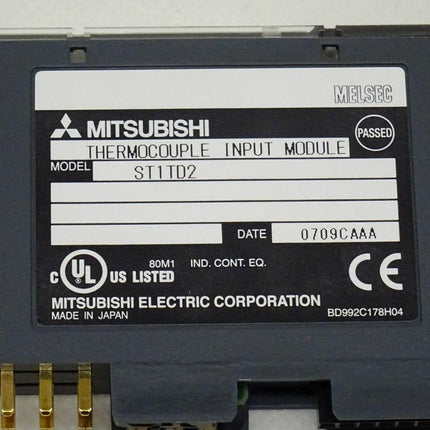 MELSEC
MITSUBISHI
PASSED
THERMOCOUPLE INPUT MODULE
MODEL ST1TD2
DATE 0709CAAA
C UL US LISTED 80M1 IND. CONT. EQ. CE
MITSUBISHI ELECTRIC CORPORATION
MADE IN JAPAN BD992C178H04